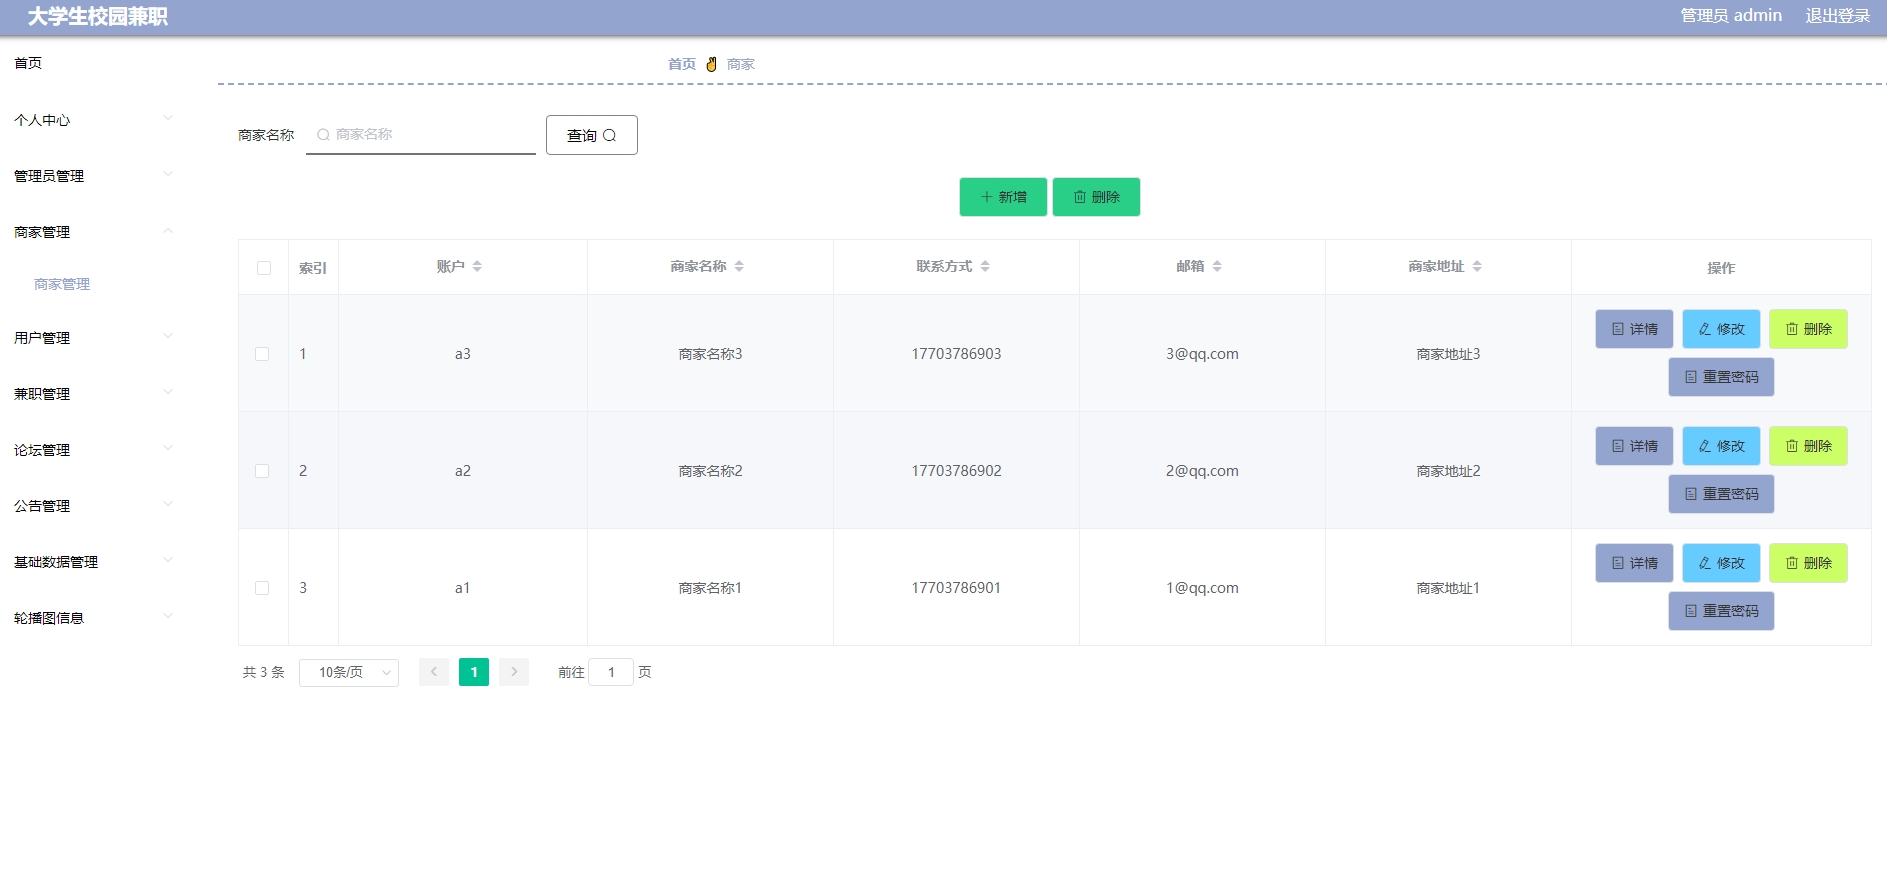 大学生校园兼职
管理员 admin
退出登录
首页
个人中心
管理员管理
商家管理
商家管理
用户管理
兼职管理
论坛管理
公告管理
基础数据管理
轮播图信息
首页 ✌ 商家
商家名称 商家名称 查询
新增 删除
索引 账户 商家名称 联系方式 邮箱 商家地址 操作
1 a3 商家名称3 17703786903 3@qq.com 商家地址3 详情 修改 删除
重置密码
2 a2 商家名称2 17703786902 2@qq.com 商家地址2 详情 修改 删除
重置密码
3 a1 商家名称1 17703786901 1@qq.com 商家地址1 详情 修改 删除
重置密码
共 3 条 10条/页 1 前往 1 页